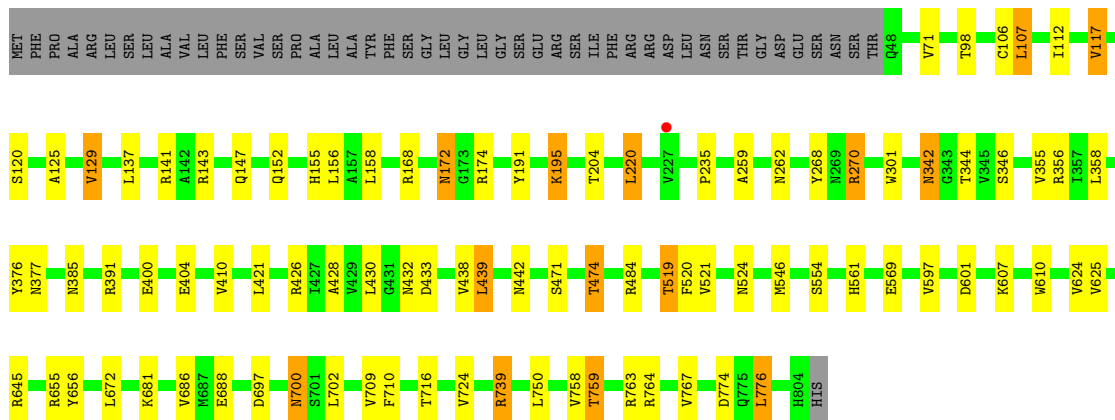 MET PHE PRO ALA ARG LEU SER LEU ALA VAL LEU PHE SER VAL SER PRO ALA LEU ALA TYR PHE SER GLY LEU GLY LEU GLY SER GLU ARG SER ILE PHE ARG ARG ASP LEU ASN SER THR GLY ASP GLU SER ASN SER THR Q48 V71 T98 C106 L107 I112 V117
S120 A125 V129 L137 R141 A142 R143 Q147 Q152 H155 L156 A157 L158 R168 N172 G173 R174 Y191 K195 T204 L220 V227 P235 A259 N262 Y268 N269 R270 W301 N342 G343 T344 V345 S346 V355 R356 I357 L358
Y376 N377 N385 R391 E400 E404 V410 L421 R426 I427 A428 V429 L430 G431 N432 D433 V438 L439 N442 S471 T474 R484 T519 F520 V521 N524 M546 S554 H561 E569 V597 D601 K607 W610 V624 V625
R645 R655 Y656 L672 K681 V686 M687 E688 D697 N700 S701 L702 V709 F710 T716 V724 R739 L750 V758 T759 R763 R764 V767 D774 Q775 L776 H804 HIS